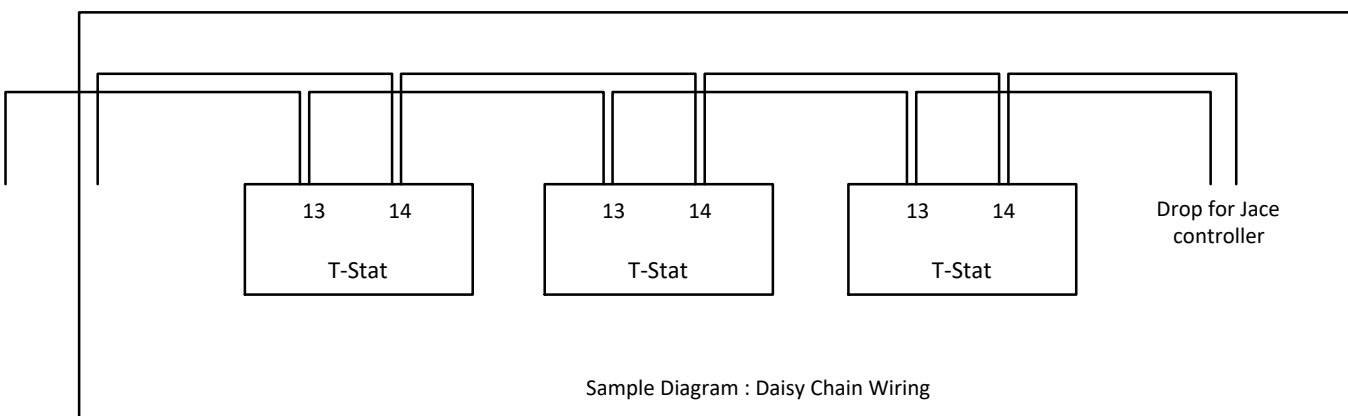 13 14
T-Stat
13 14
T-Stat
13 14
T-Stat
Drop for Jace
controller
Sample Diagram : Daisy Chain Wiring